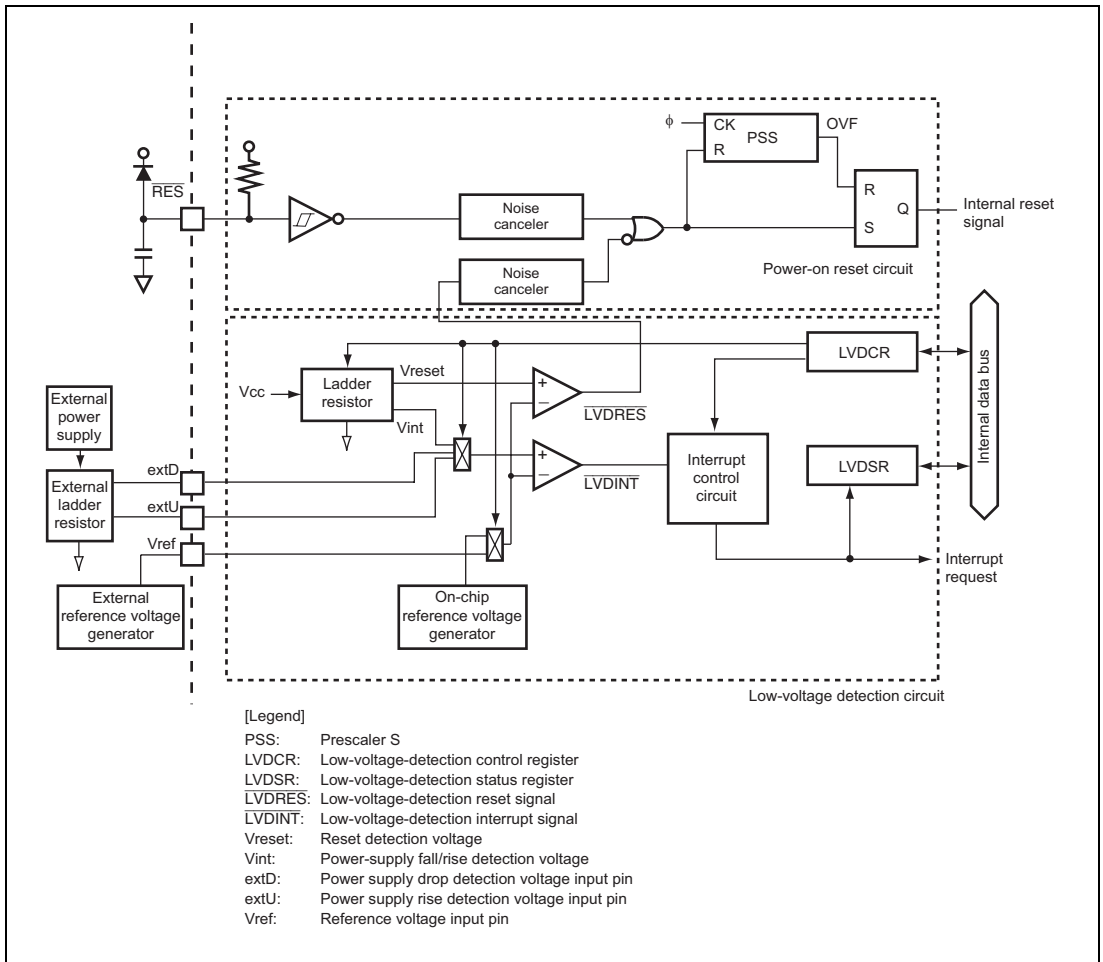 φ
CK
PSS
R
OVF
RES
Noise
canceler
R
Q
S
Internal reset
signal
Noise
canceler
Power-on reset circuit
LVDCR
Vcc
Ladder
resistor
Vreset
Vint
+
−
LVDRES
External
power
supply
+
−
LVDINT
Interrupt
control
circuit
LVDSR
Internal data bus
extD
External
ladder
resistor
extU
Vref
Interrupt
request
External
reference voltage
generator
On-chip
reference voltage
generator
Low-voltage detection circuit
[Legend]
PSS: Prescaler S
LVDCR: Low-voltage-detection control register
LVDSR: Low-voltage-detection status register
LVDRES: Low-voltage-detection reset signal
LVDINT: Low-voltage-detection interrupt signal
Vreset: Reset detection voltage
Vint: Power-supply fall/rise detection voltage
extD: Power supply drop detection voltage input pin
extU: Power supply rise detection voltage input pin
Vref: Reference voltage input pin